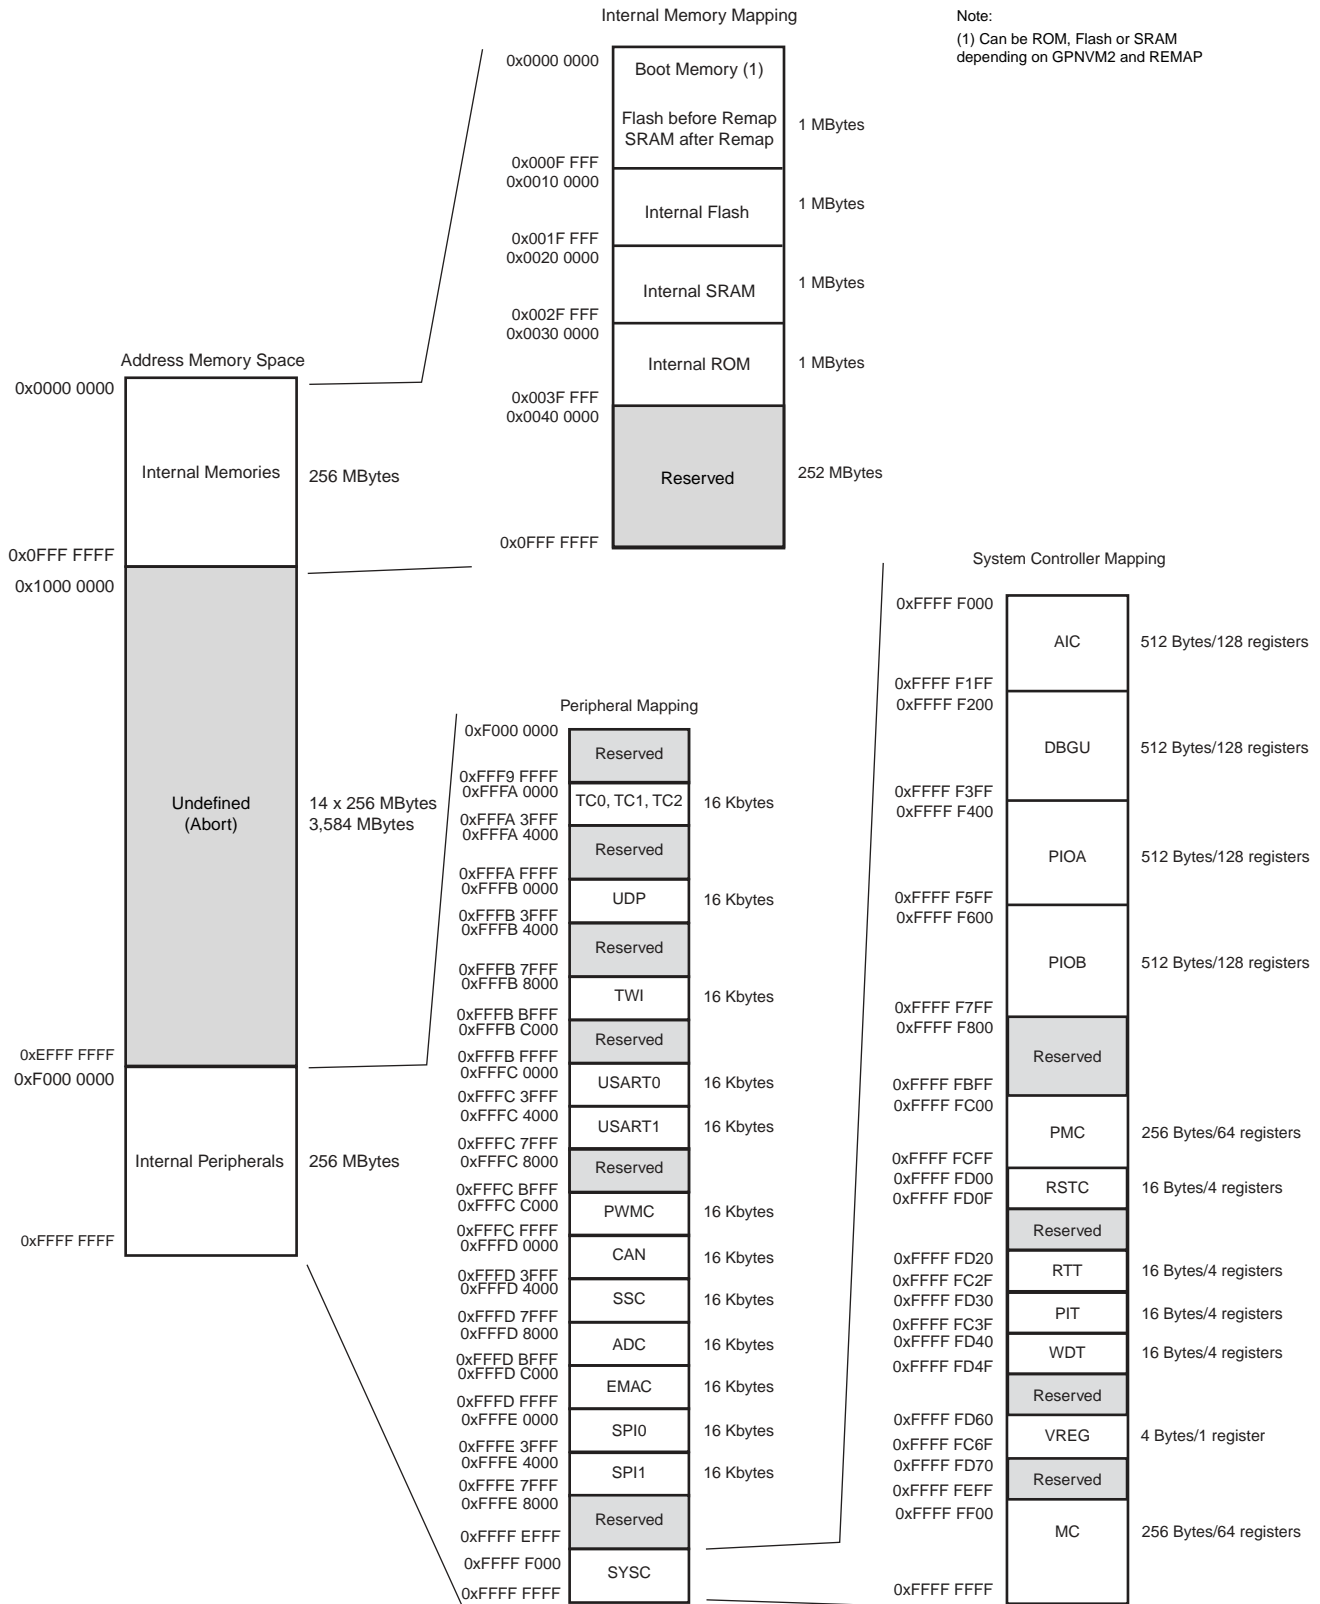 Internal Memory Mapping
Note:
(1) Can be ROM, Flash or SRAM
depending on GPNVM2 and REMAP
0x0000 0000
Boot Memory (1)
Flash before Remap
SRAM after Remap
1 MBytes
0x000F FFF
0x0010 0000
Internal Flash
1 MBytes
0x001F FFF
0x0020 0000
Internal SRAM
1 MBytes
0x002F FFF
0x0030 0000
Internal ROM
1 MBytes
0x003F FFF
0x0040 0000
Reserved
252 MBytes
0x0FFF FFFF
Address Memory Space
0x0000 0000
Internal Memories
256 MBytes
0x0FFF FFFF
0x1000 0000
Undefined
(Abort)
14 x 256 MBytes
3,584 MBytes
0xEFFF FFFF
0xF000 0000
Internal Peripherals
256 MBytes
0xFFFF FFFF
Peripheral Mapping
0xF000 0000
Reserved
0xFFF9 FFFF
0xFFFA 0000
TC0, TC1, TC2
16 Kbytes
0xFFFA 3FFF
0xFFFA 4000
Reserved
0xFFFA FFFF
0xFFFB 0000
UDP
16 Kbytes
0xFFFB 3FFF
0xFFFB 4000
Reserved
0xFFFB 7FFF
0xFFFB 8000
TWI
16 Kbytes
0xFFFB BFFF
0xFFFB C000
Reserved
0xFFFB FFFF
0xFFFC 0000
USART0
16 Kbytes
0xFFFC 3FFF
0xFFFC 4000
USART1
16 Kbytes
0xFFFC 7FFF
0xFFFC 8000
Reserved
0xFFFC BFFF
0xFFFC C000
PWMC
16 Kbytes
0xFFFC FFFF
0xFFFD 0000
CAN
16 Kbytes
0xFFFD 3FFF
0xFFFD 4000
SSC
16 Kbytes
0xFFFD 7FFF
0xFFFD 8000
ADC
16 Kbytes
0xFFFD BFFF
0xFFFD C000
EMAC
16 Kbytes
0xFFFD FFFF
0xFFFE 0000
SPI0
16 Kbytes
0xFFFE 3FFF
0xFFFE 4000
SPI1
16 Kbytes
0xFFFE 7FFF
0xFFFE 8000
Reserved
0xFFFF EFFF
0xFFFF F000
SYSC
0xFFFF FFFF
System Controller Mapping
0xFFFF F000
AIC
512 Bytes/128 registers
0xFFFF F1FF
0xFFFF F200
DBGU
512 Bytes/128 registers
0xFFFF F3FF
0xFFFF F400
PIOA
512 Bytes/128 registers
0xFFFF F5FF
0xFFFF F600
PIOB
512 Bytes/128 registers
0xFFFF F7FF
0xFFFF F800
Reserved
0xFFFF FBFF
0xFFFF FC00
PMC
256 Bytes/64 registers
0xFFFF FCFF
0xFFFF FD00
RSTC
16 Bytes/4 registers
0xFFFF FD0F
Reserved
0xFFFF FD20
RTT
16 Bytes/4 registers
0xFFFF FC2F
0xFFFF FD30
PIT
16 Bytes/4 registers
0xFFFF FC3F
0xFFFF FD40
WDT
16 Bytes/4 registers
0xFFFF FD4F
Reserved
0xFFFF FD60
VREG
4 Bytes/1 register
0xFFFF FC6F
0xFFFF FD70
Reserved
0xFFFF FEFF
0xFFFF FF00
MC
256 Bytes/64 registers
0xFFFF FFFF